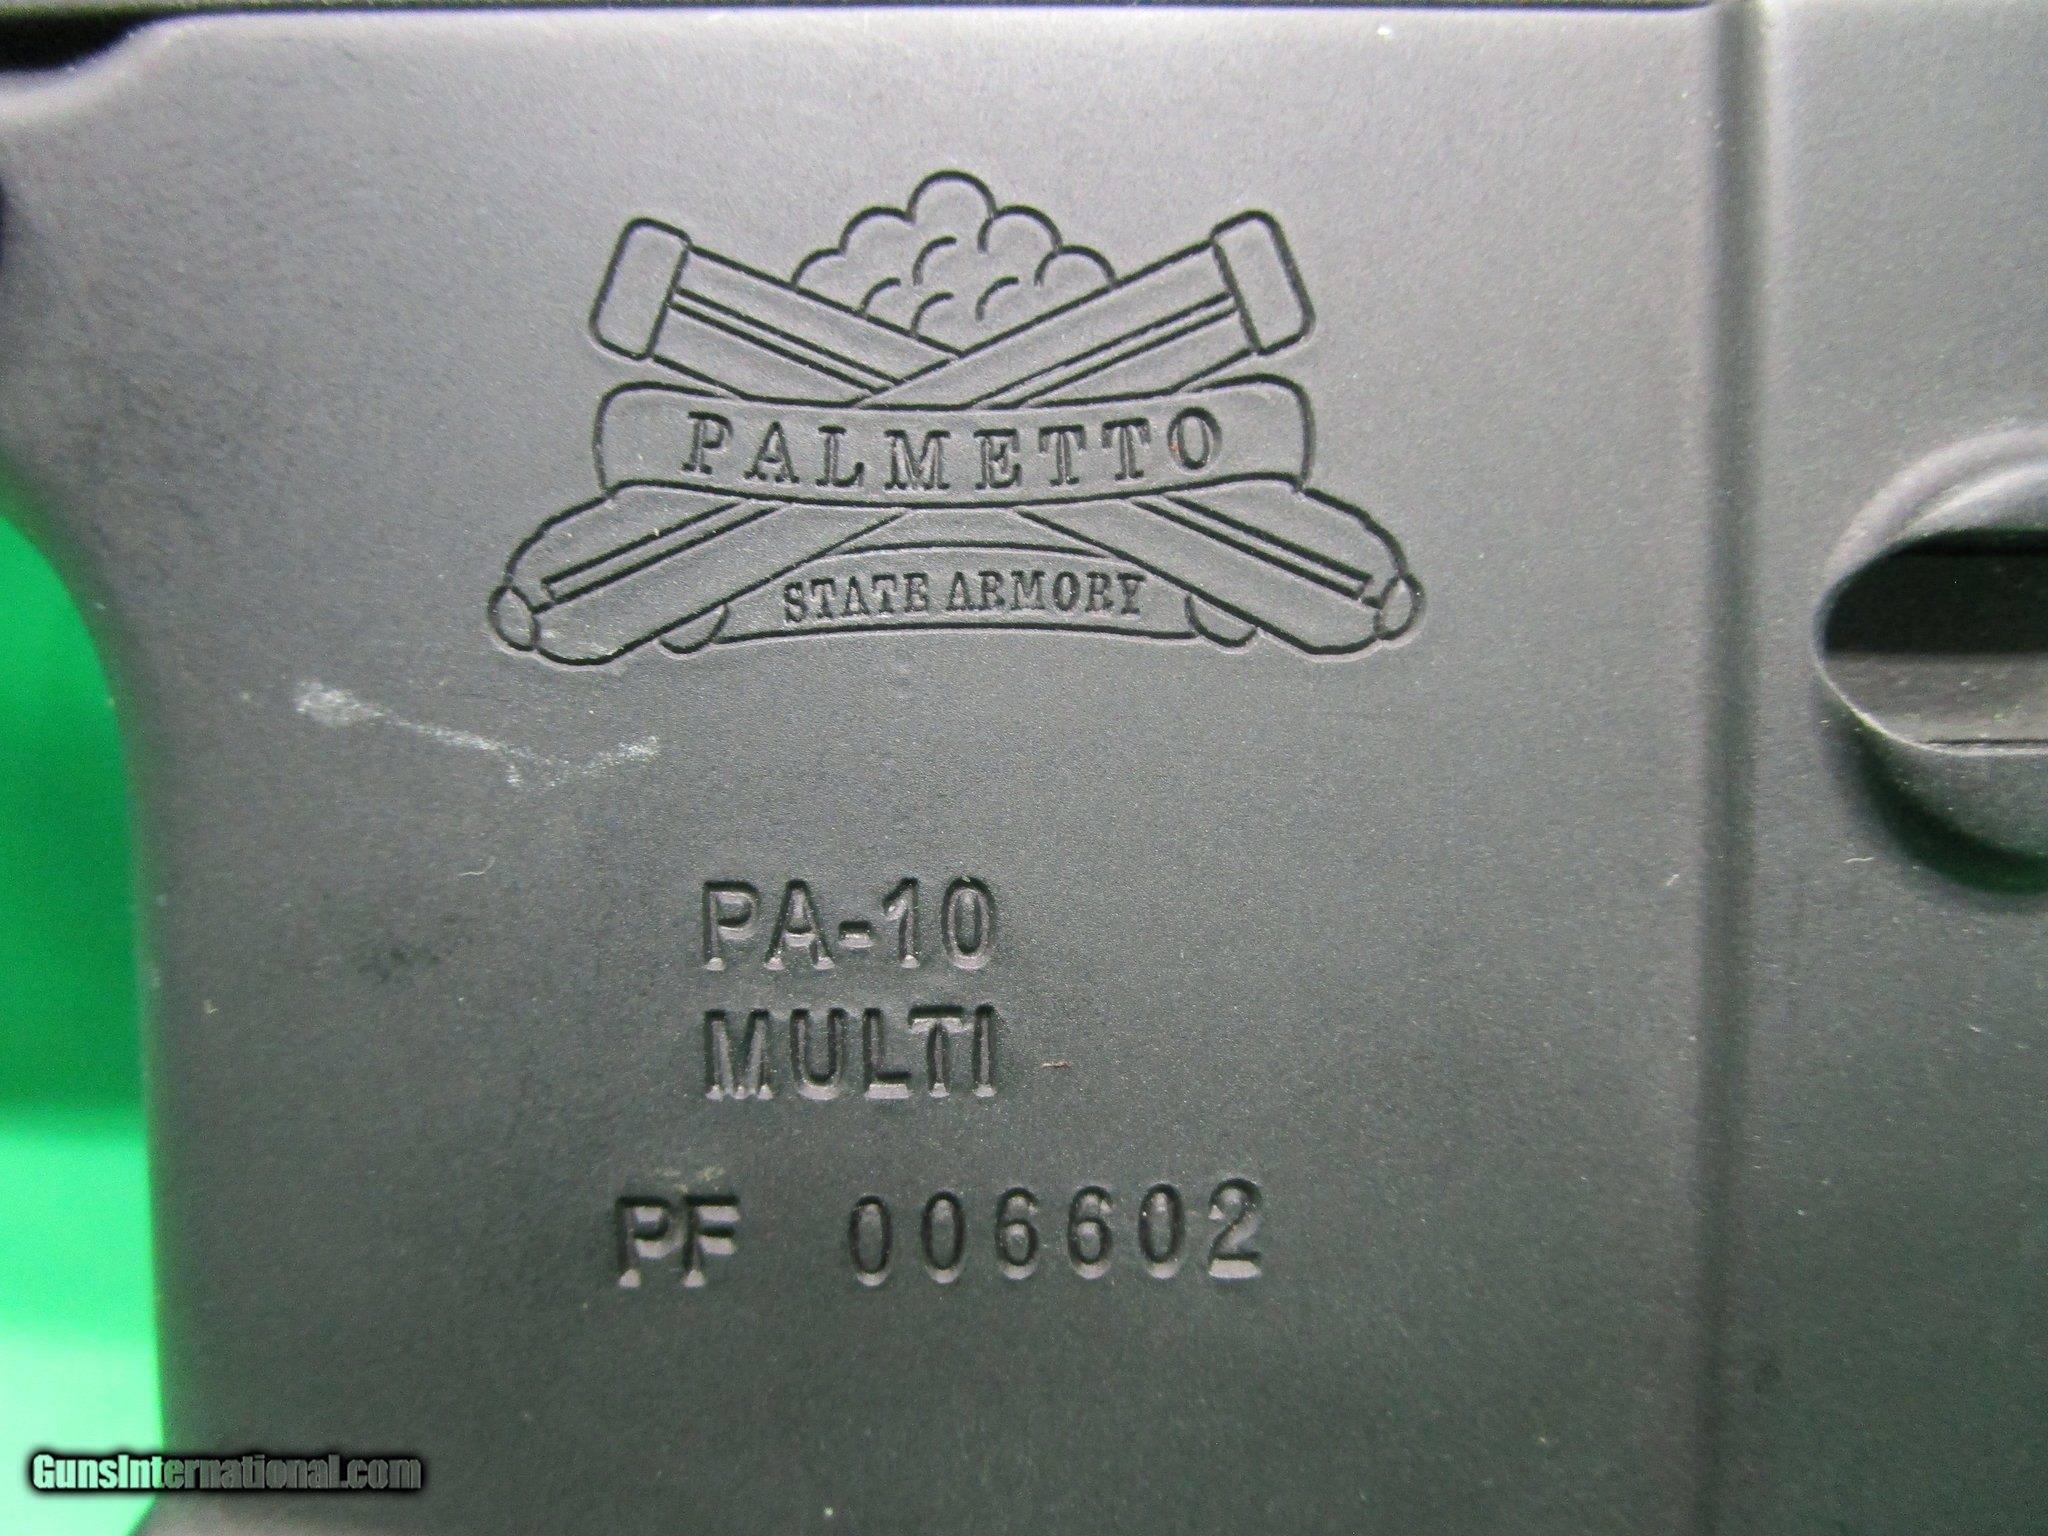 PALMETTO
STATE ARMORY
PA-10
MULTI
PF 006602
GunsInternational.com